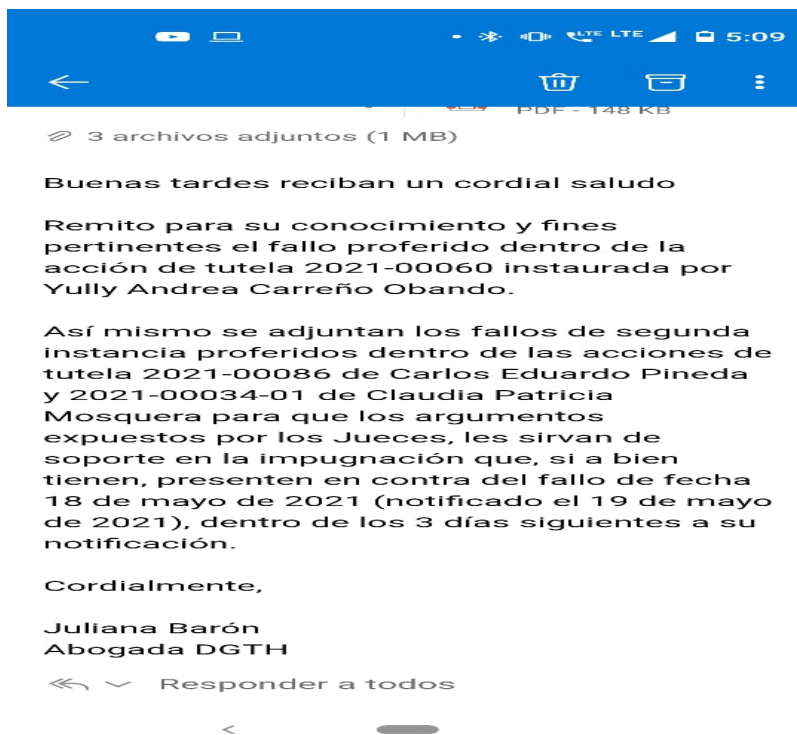 LTE LTE 5:09
PDF - 148 KB
3 archivos adjuntos (1 MB)
Buenas tardes reciban un cordial saludo
Remito para su conocimiento y fines
pertinentes el fallo proferido dentro de la
acción de tutela 2021-00060 instaurada por
Yully Andrea Carreño Obando.
Así mismo se adjuntan los fallos de segunda
instancia proferidos dentro de las acciones de
tutela 2021-00086 de Carlos Eduardo Pineda
y 2021-00034-01 de Claudia Patricia
Mosquera para que los argumentos
expuestos por los Jueces, les sirvan de
soporte en la impugnación que, si a bien
tienen, presenten en contra del fallo de fecha
18 de mayo de 2021 (notificado el 19 de mayo
de 2021), dentro de los 3 días siguientes a su
notificación.
Cordialmente,
Juliana Barón
Abogada DGTH
Responder a todos